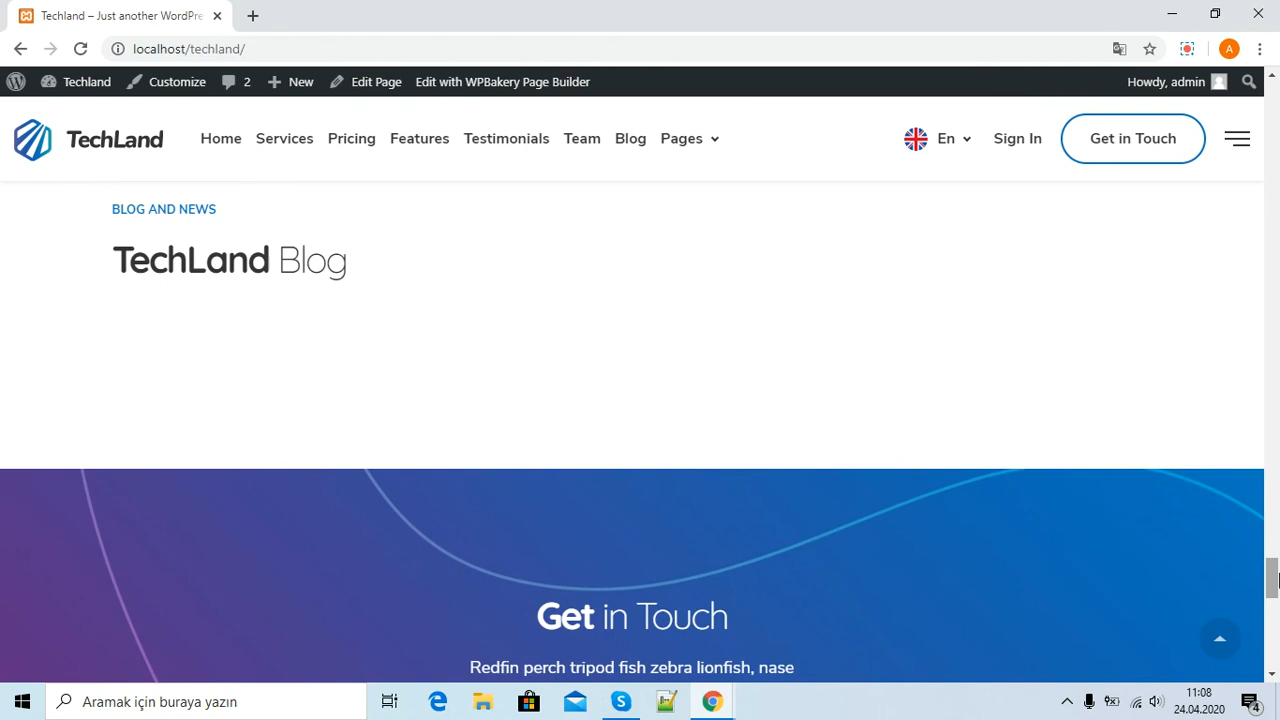 Techland – Just another WordPre
localhost/techland/
A
Techland Customize 2 New Edit Page Edit with WPBakery Page Builder Howdy, admin
TechLand Home Services Pricing Features Testimonials Team Blog Pages En Sign In Get in Touch
BLOG AND NEWS
TechLand Blog
Get in Touch
Redfin perch tripod fish zebra lionfish, nase
Aramak için buraya yazın
11:08
24.04.2020
4